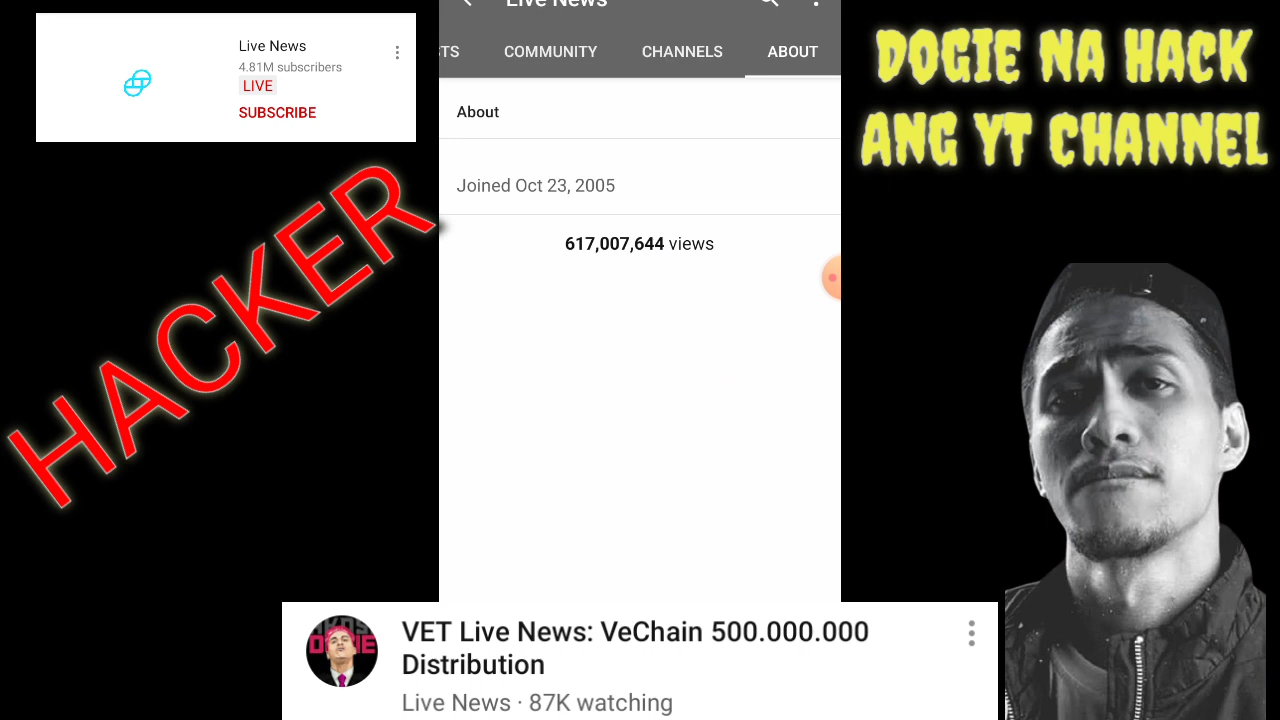 Live News
4.81M subscribers
LIVE
SUBSCRIBE
HACKER
Live News
TS COMMUNITY CHANNELS ABOUT
About
Joined Oct 23, 2005
617,007,644 views
DOGIE NA HACK
ANG YT CHANNEL
VET Live News: VeChain 500.000.000
Distribution
Live News · 87K watching